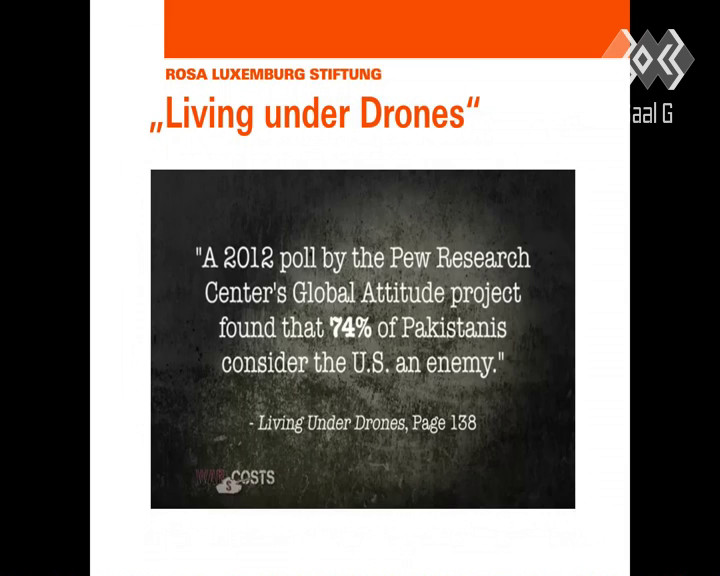 ROSA LUXEMBURG STIFTUNG
„Living under Drones“
aal G
"A 2012 poll by the Pew Research
Center's Global Attitude project
found that 74% of Pakistanis
consider the U.S. an enemy."
- Living Under Drones, Page 138
WAR COSTS
$